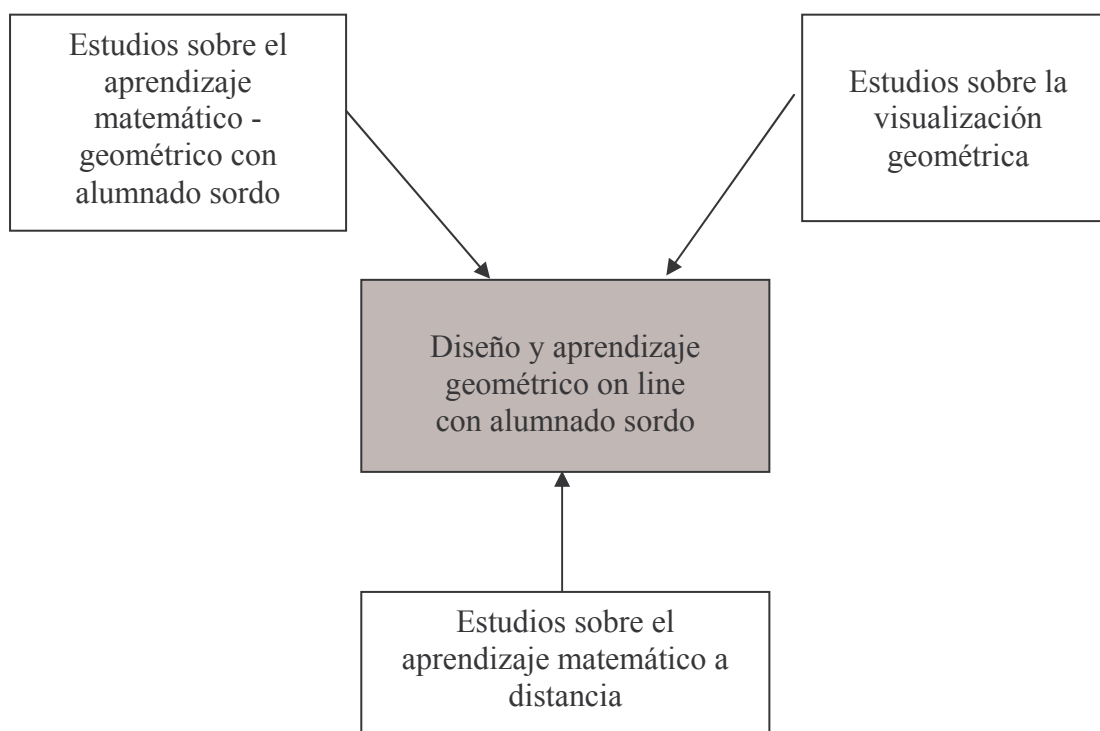 Estudios sobre el
aprendizaje
matemático -
geométrico con
alumnado sordo
Estudios sobre la
visualización
geométrica
Diseño y aprendizaje
geométrico on line
con alumnado sordo
Estudios sobre el
aprendizaje matemático a
distancia